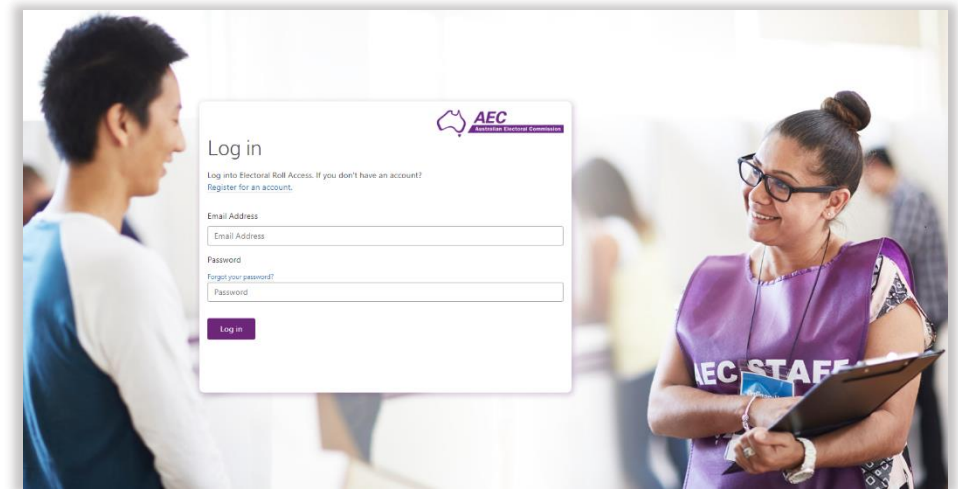 AEC
Australian Electoral Commission
Log in
Log into Electoral Roll Access. If you don't have an account?
Register for an account.
Email Address
Email Address
Password
Forgot your password?
Password
Log in
AEC STAFF